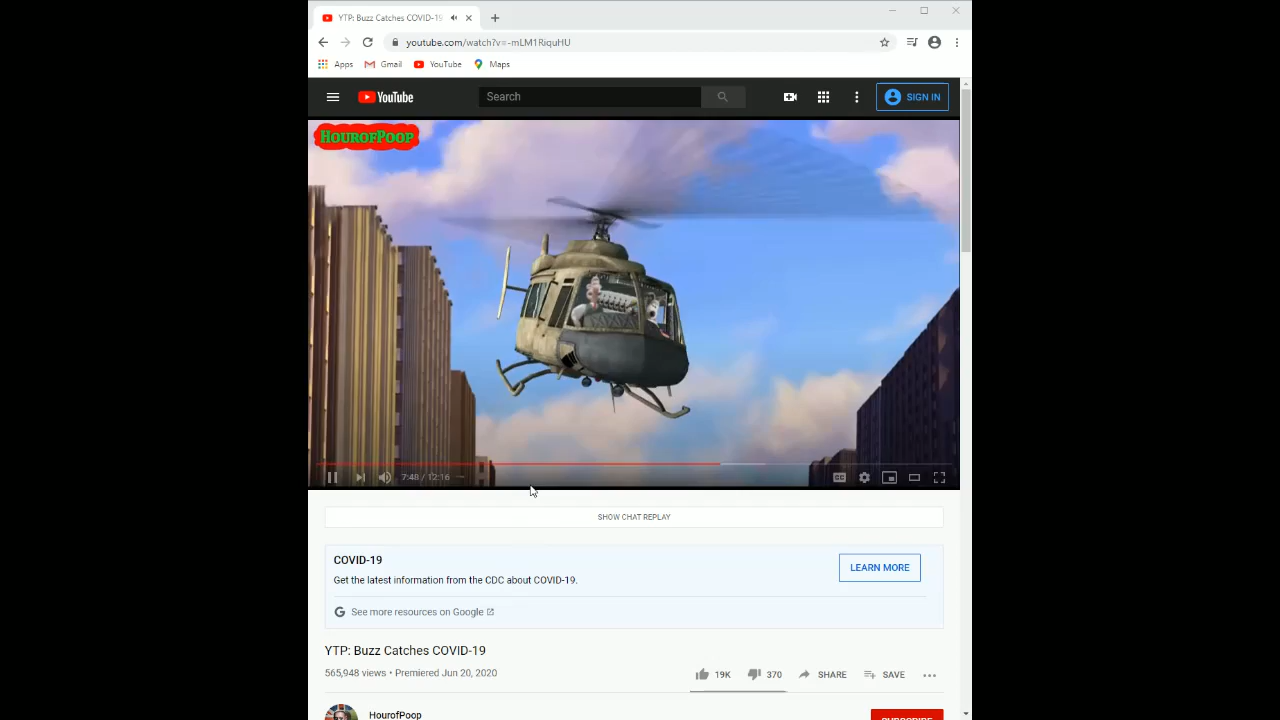 YTP: Buzz Catches COVID-19
youtube.com/watch?v=-mLM1RiquHU
Apps Gmail YouTube Maps
YouTube Search SIGN IN
HOUROFPOOP
7:48 / 12:16
SHOW CHAT REPLAY
COVID-19
Get the latest information from the CDC about COVID-19.
LEARN MORE
See more resources on Google
YTP: Buzz Catches COVID-19
565,948 views • Premiered Jun 20, 2020
19K 370 SHARE SAVE
HourofPoop
SUBSCRIBE